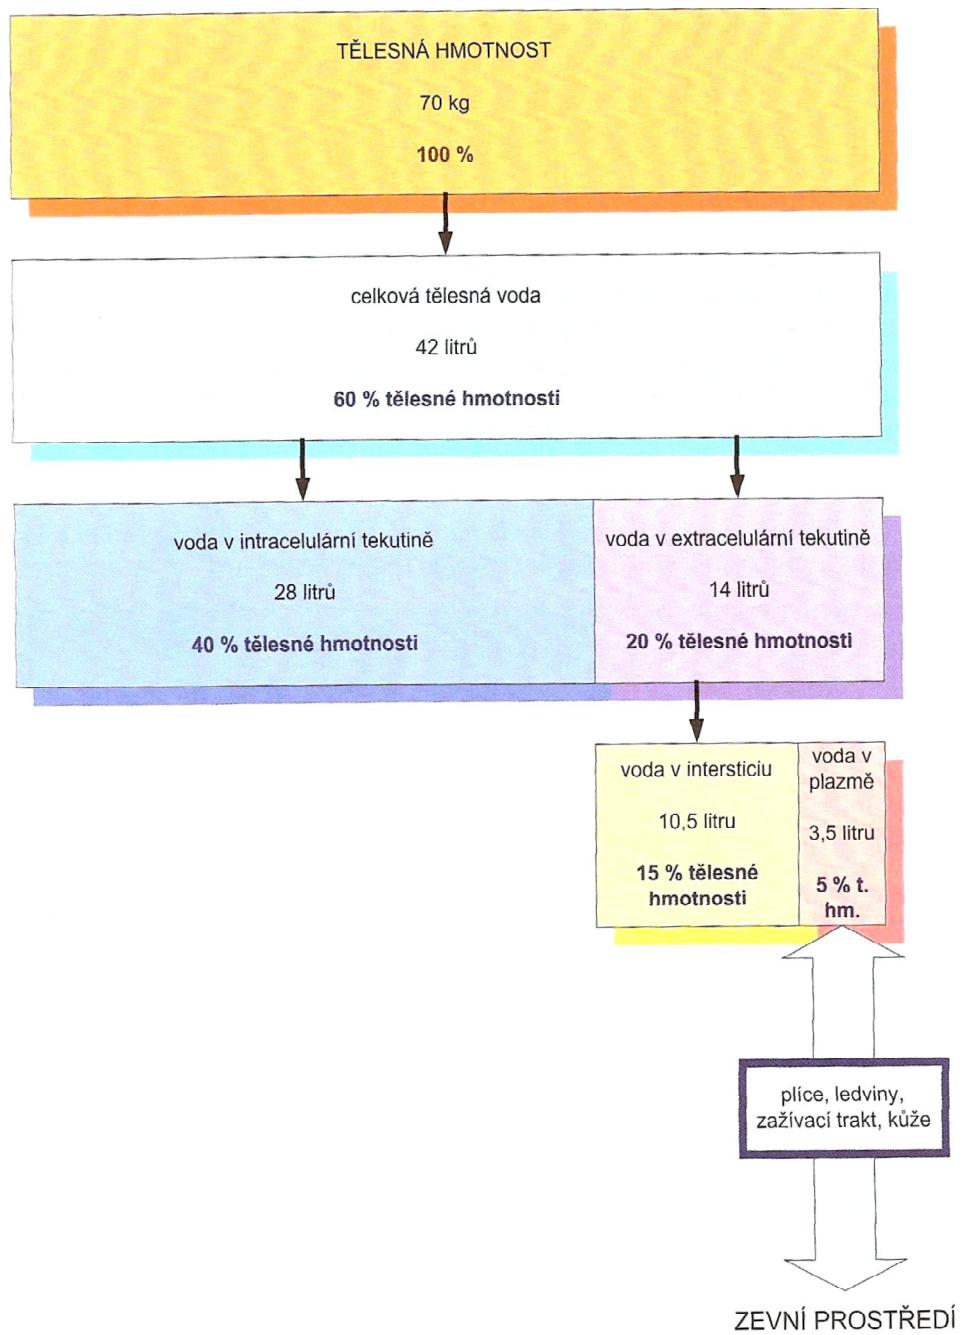 TĚLESNÁ HMOTNOST
70 kg
100 %
celková tělesná voda
42 litrů
60 % tělesné hmotnosti
voda v intracelulární tekutině
28 litrů
40 % tělesné hmotnosti
voda v extracelulární tekutině
14 litrů
20 % tělesné hmotnosti
voda v intersticiu
10,5 litru
15 % tělesné
hmotnosti
voda v
plazmě
3,5 litru
5 % t.
hm.
plíce, ledviny,
zažívací trakt, kůže
ZEVNÍ PROSTŘEDÍ